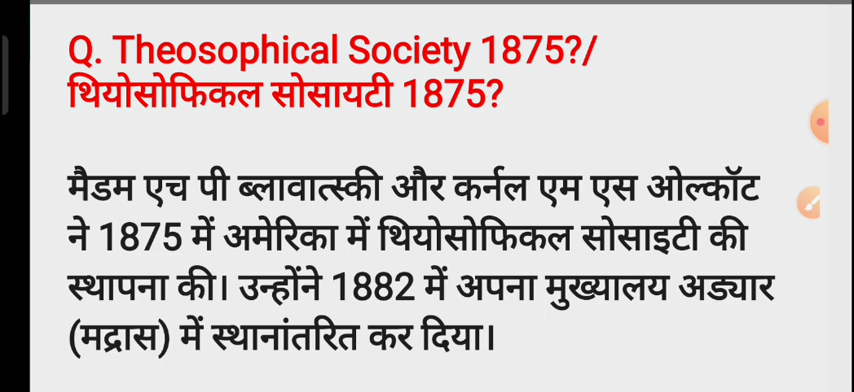 Q. Theosophical Society 1875?/
थियोसोफिकल सोसायटी 1875?
मैडम एच पी ब्लावात्स्की और कर्नल एम एस ओल्कॉट
ने 1875 में अमेरिका में थियोसोफिकल सोसाइटी की
स्थापना की। उन्होंने 1882 में अपना मुख्यालय अड्यार
(मद्रास) में स्थानांतरित कर दिया।